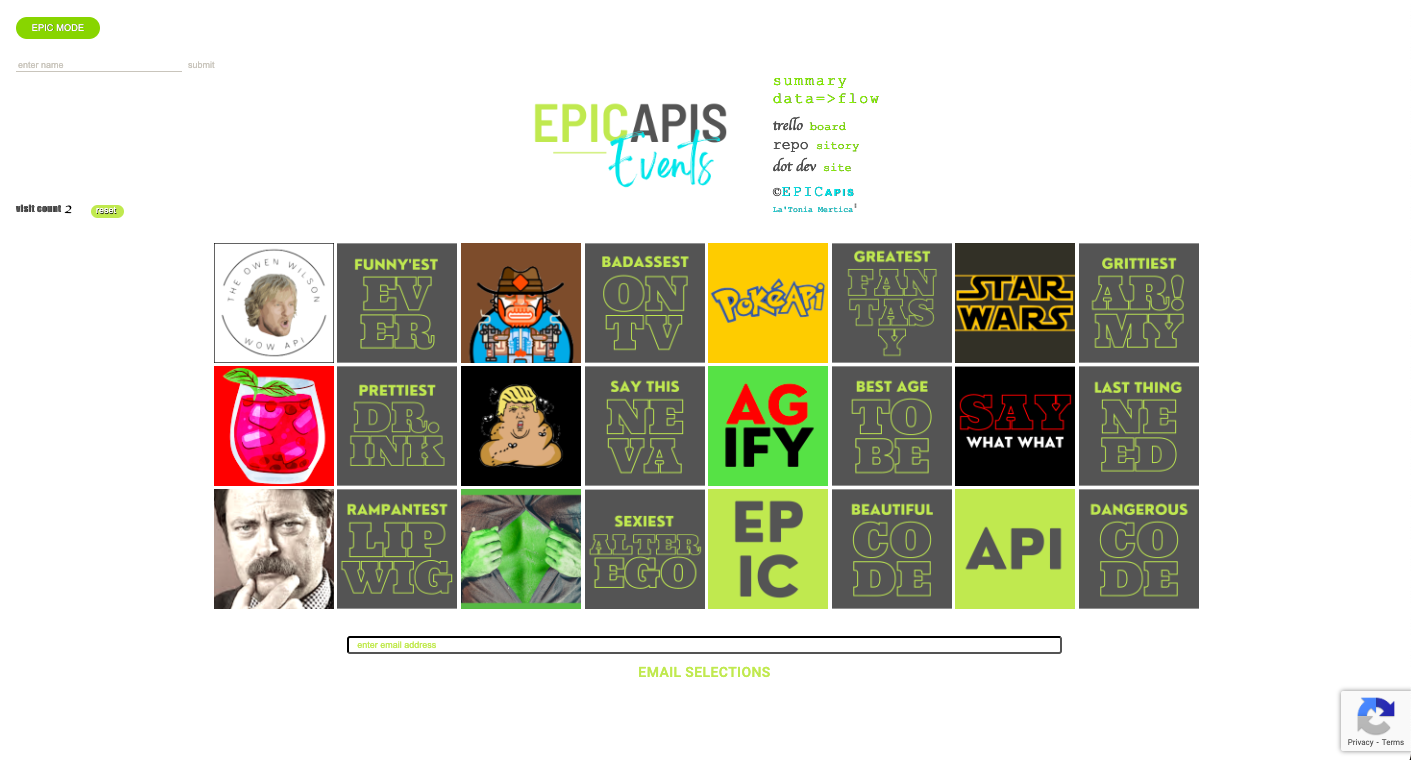 EPIC MODE
enter name
submit
summary
data=>flow
EPICAPIS
Events
trello board
repo sitory
dot dev site
©EPICAPIS
La'Tonia Mertica¹
visit count 2
reset
THE OWEN WILSON
WOW API
FUNNY'EST
EV
ER
BADASSEST
ON
TV
PokéApi
GREATEST
FAN
TAS
Y
STAR
WARS
GRITTIEST
AR!
MY
PRETTIEST
DR.
INK
SAY THIS
NE
VA
AG
IFY
BEST AGE
TO
BE
SAY
WHAT WHAT
LAST THING
NE
ED
RAMPANTEST
LIP
WIG
SEXIEST
ALTER
EGO
EP
IC
BEAUTIFUL
CO
DE
API
DANGEROUS
CO
DE
enter email address
EMAIL SELECTIONS
Privacy - Terms